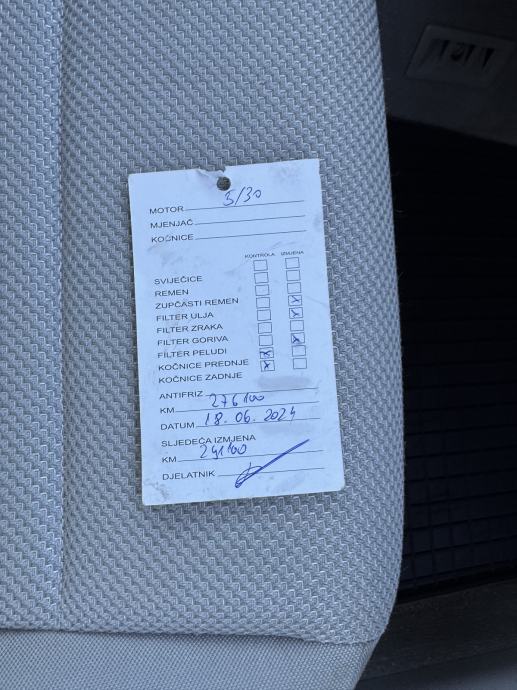 MOTOR 5/30
MJENJAČ
KOČNICE
KONTROLA IZMJENA
SVIJEČICE
REMEN
ZUPČASTI REMEN
FILTER ULJA
FILTER ZRAKA
FILTER GORIVA
FILTER PELUDI
KOČNICE PREDNJE
KOČNICE ZADNJE
ANTIFRIZ
KM 276100
DATUM 18.06.2024
SLJEDEĆA IZMJENA
KM 291100
DJELATNIK